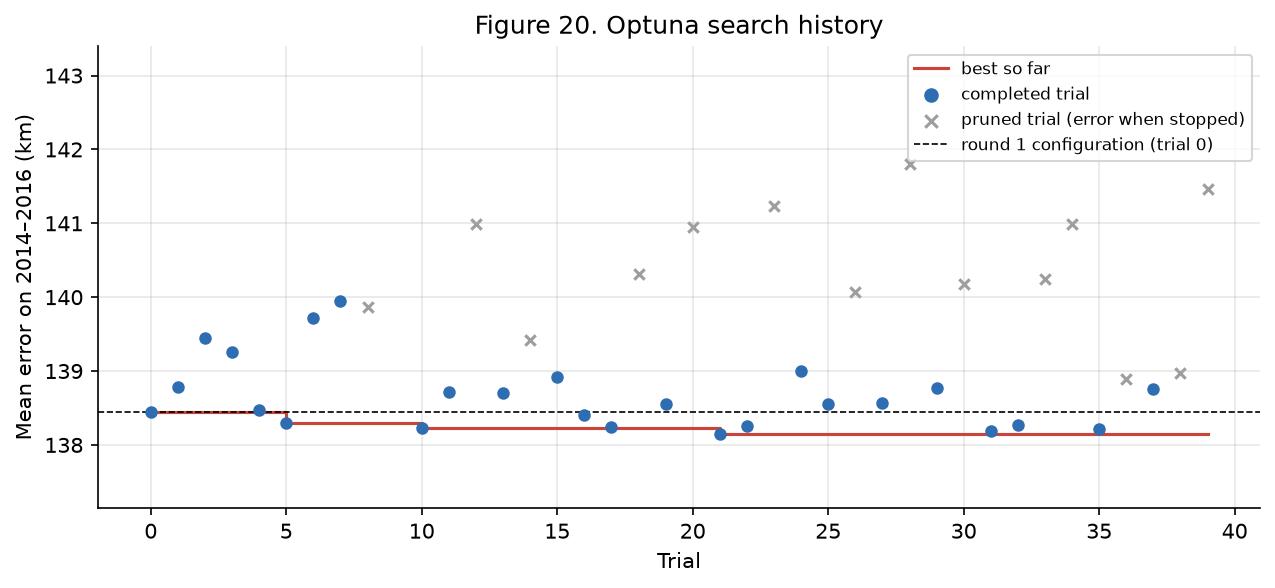 Figure 20. Optuna search history
Mean error on 2014–2016 (km)
143
142
141
140
139
138
best so far
completed trial
pruned trial (error when stopped)
round 1 configuration (trial 0)
0 5 10 15 20 25 30 35 40
Trial